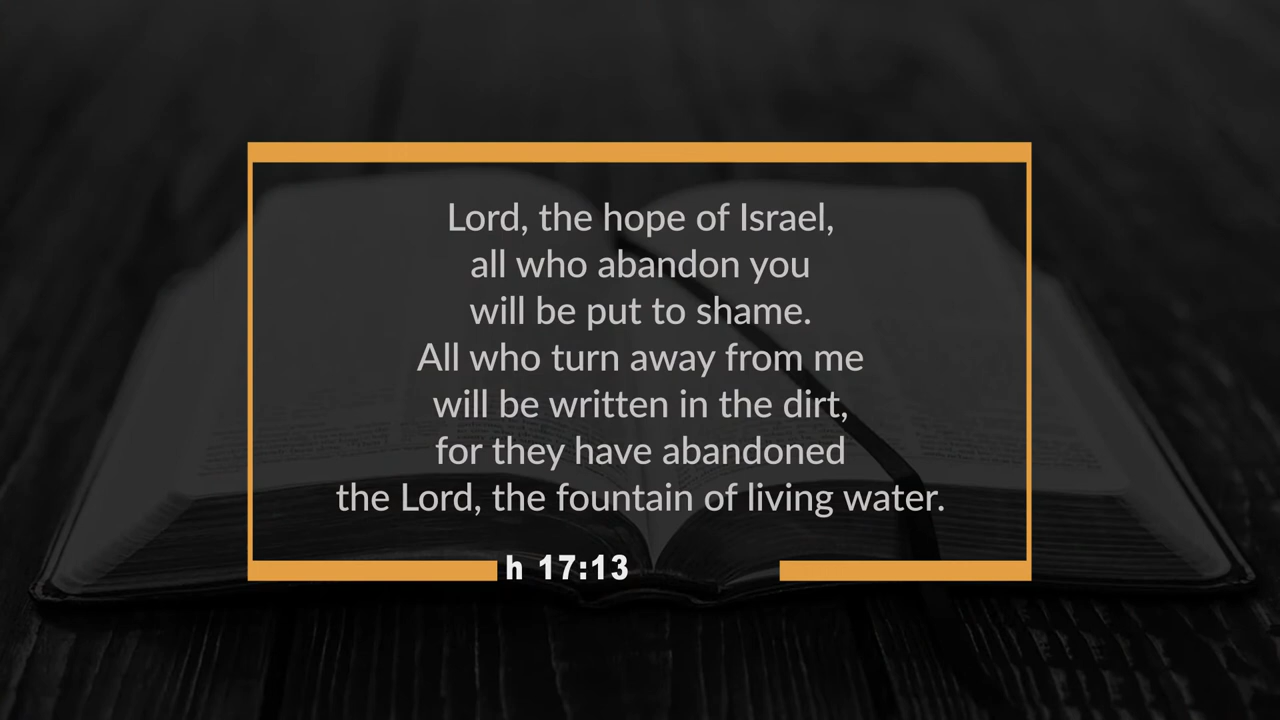 Lord, the hope of Israel,
all who abandon you
will be put to shame.
All who turn away from me
will be written in the dirt,
for they have abandoned
the Lord, the fountain of living water.
h 17:13